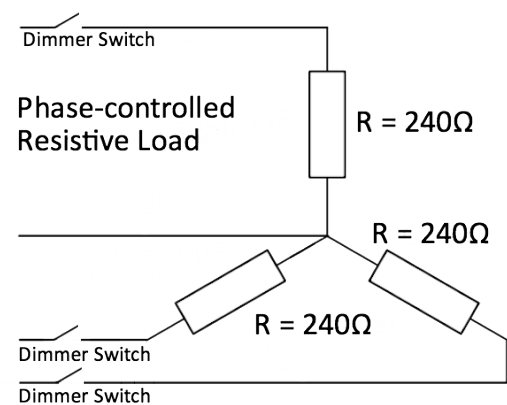 Dimmer Switch
Phase-controlled
Resistive Load
R = 240Ω
R = 240Ω
R = 240Ω
Dimmer Switch
Dimmer Switch